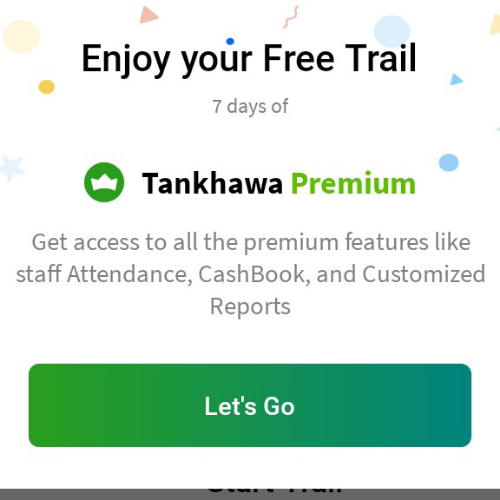 Enjoy your Free Trail
7 days of
Tankhawa Premium
Get access to all the premium features like
staff Attendance, CashBook, and Customized
Reports
Let's Go